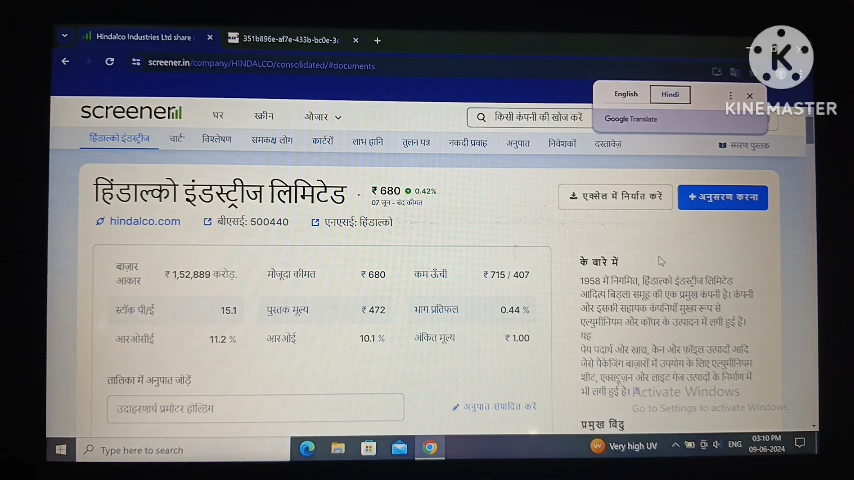 Hindalco Industries Ltd share
351b896e-af7e-433b-bc0e-3c
screener.in/company/HINDALCO/consolidated/#documents
KINEMASTER
English Hindi
Google Translate
screener घर स्क्रीन औजार किसी कंपनी की खोज करें
हिंडाल्को इंडस्ट्रीज चार्ट विश्लेषण समकक्ष लोग कार्टरों लाभ हानि तुलन पत्र नकदी प्रवाह अनुपात निवेशकों दस्तावेज़ स्मरण पुस्तक
हिंडाल्को इंडस्ट्रीज लिमिटेड · ₹ 680 0.42%
07 जून - बंद कीमत
एक्सेल में निर्यात करें
+ अनुसरण करना
hindalco.com बीएसई: 500440 एनएसई: हिंडाल्को
बाज़ार आकार ₹ 1,52,889 करोड़. मौजूदा कीमत ₹ 680 कम ऊँची ₹ 715 / 407
स्टॉक पी/ई 15.1 पुस्तक मूल्य ₹ 472 भाग प्रतिफल 0.44 %
आरओसीई 11.2 % आरओई 10.1 % अंकित मूल्य ₹ 1.00
तालिका में अनुपात जोड़ें
उदाहरणार्थ प्रमोटर होल्डिंग
अनुपात संपादित करें
के बारे में
1958 में निगमित, हिंडाल्को इंडस्ट्रीज लिमिटेड
आदित्य बिड़ला समूह की एक प्रमुख कंपनी है। कंपनी
और इसकी सहायक कंपनियाँ मुख्य रूप से
एल्युमीनियम और कॉपर के उत्पादन में लगी हुई हैं।
यह
पेय पदार्थ और खाद्य, केन और फ़ॉइल उत्पादों आदि
जैसे पैकेजिंग बाज़ारों में उपयोग के लिए एल्युमीनियम
शीट, एक्सट्रूज़न और लाइट गेज उत्पादों के निर्माण में
भी लगी हुई है।
प्रमुख बिंदु
Activate Windows
Go to Settings to activate Windows.
Type here to search
Very high UV
ENG
03:10 PM
09-06-2024